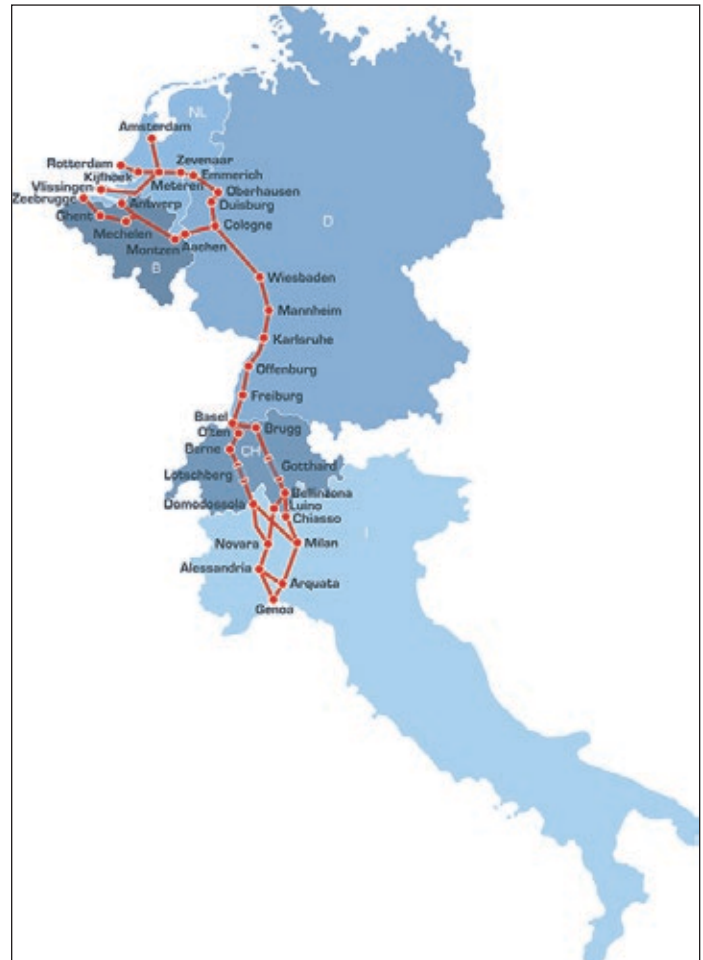 NL
Amsterdam
Rotterdam
Zevenaar
Kijfhoek
Emmerich
Vlissingen
Meteren
Oberhausen
Zeebrugge
Antwerp
Duisburg
Ghent
Cologne
D
Mechelen
Montzen
Aachen
B
Wiesbaden
Mannheim
Karlsruhe
Offenburg
Freiburg
Basel
Olten
Brugg
Berne
CH
Gotthard
Lötschberg
Bellinzona
Domodossola
Luino
Chiasso
I
Novara
Milan
Alessandria
Arquata
Genoa